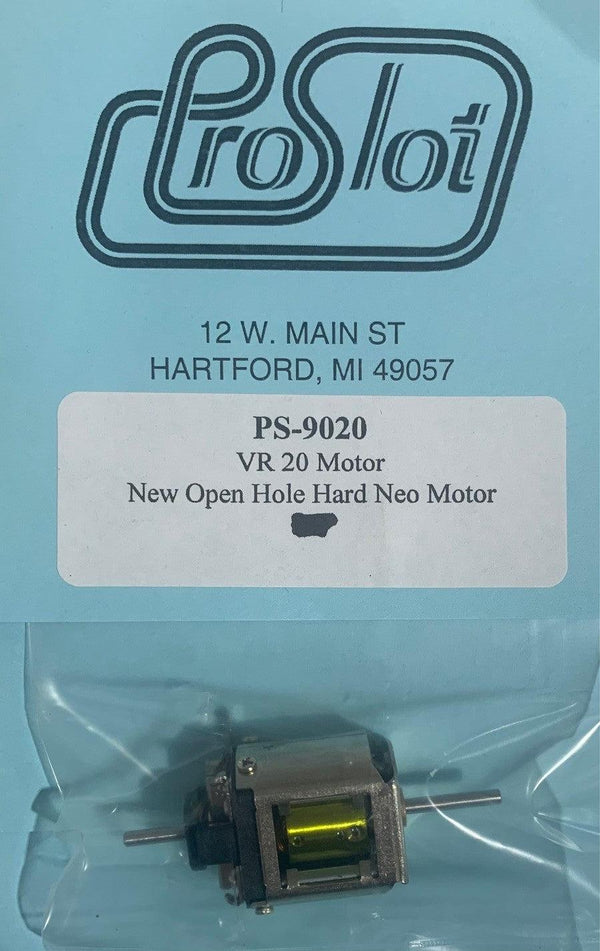 ProSlot
12 W. MAIN ST
HARTFORD, MI 49057
PS-9020
VR 20 Motor
New Open Hole Hard Neo Motor